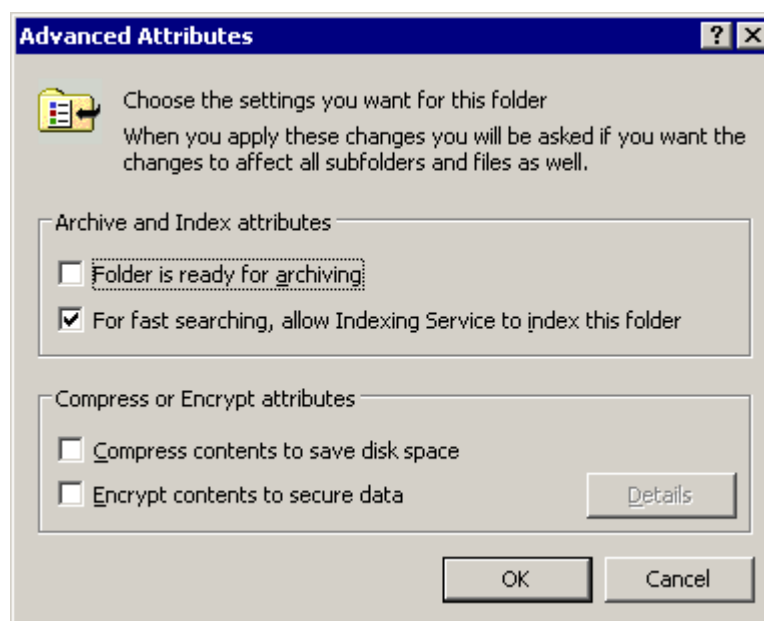 Advanced Attributes
Choose the settings you want for this folder
When you apply these changes you will be asked if you want the
changes to affect all subfolders and files as well.
Archive and Index attributes
Folder is ready for archiving
For fast searching, allow Indexing Service to index this folder
Compress or Encrypt attributes
Compress contents to save disk space
Encrypt contents to secure data
Details
OK Cancel